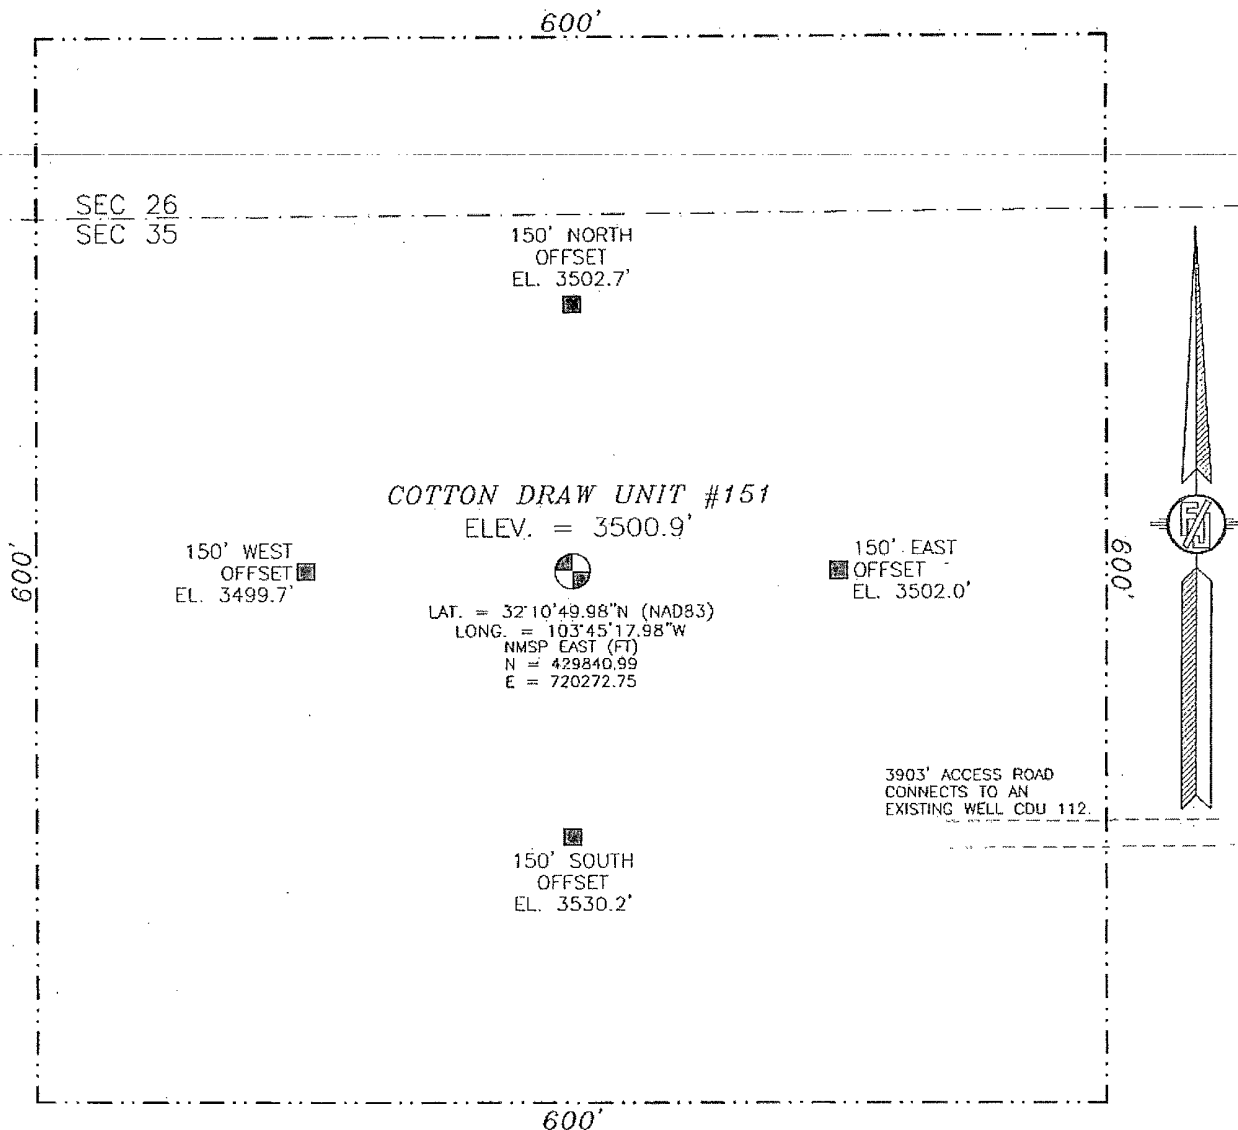 600'
SEC 26
SEC 35
150' NORTH
OFFSET
EL. 3502.7'
COTTON DRAW UNIT #151
ELEV. = 3500.9'
600'
150' WEST
OFFSET
EL. 3499.7'
150' EAST
OFFSET
EL. 3502.0'
600'
LAT. = 32°10'49.98"N (NAD83)
LONG. = 103°45'17.98"W
NMSP EAST (FT)
N = 429840.99
E = 720272.75
3903' ACCESS ROAD
CONNECTS TO AN
EXISTING WELL CDU 112.
150' SOUTH
OFFSET
EL. 3530.2'
600'